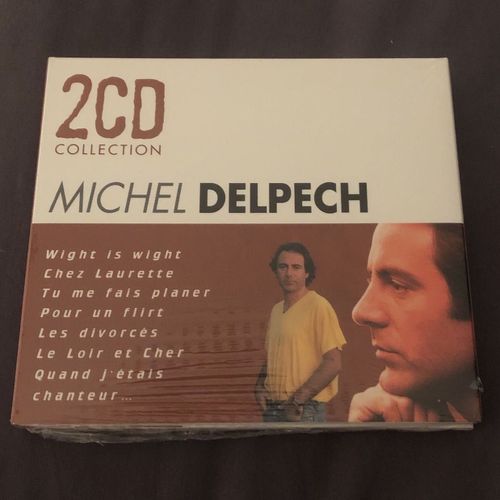 2CD
COLLECTION
MICHEL DELPECH
Wight is wight
Chez Laurette
Tu me fais planer
Pour un flirt
Les divorcés
Le Loir et Cher
Quand j'étais
chanteur...